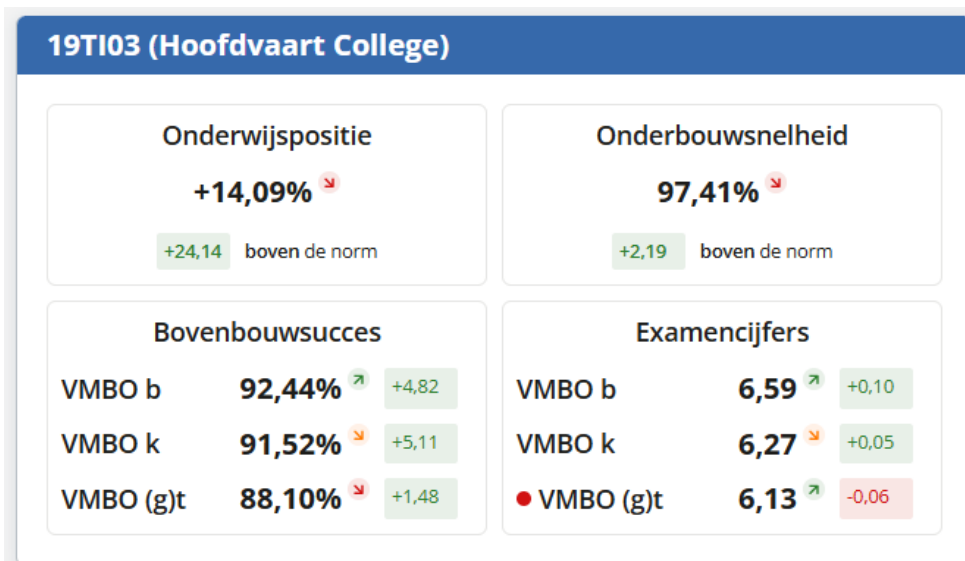 19TI03 (Hoofdvaart College)
Onderwijspositie
+14,09%
+24,14 boven de norm
Onderbouwsnelheid
97,41%
+2,19 boven de norm
Bovenbouwsucces
VMBO b 92,44% +4,82
VMBO k 91,52% +5,11
VMBO (g)t 88,10% +1,48
Examencijfers
VMBO b 6,59 +0,10
VMBO k 6,27 +0,05
VMBO (g)t 6,13 -0,06